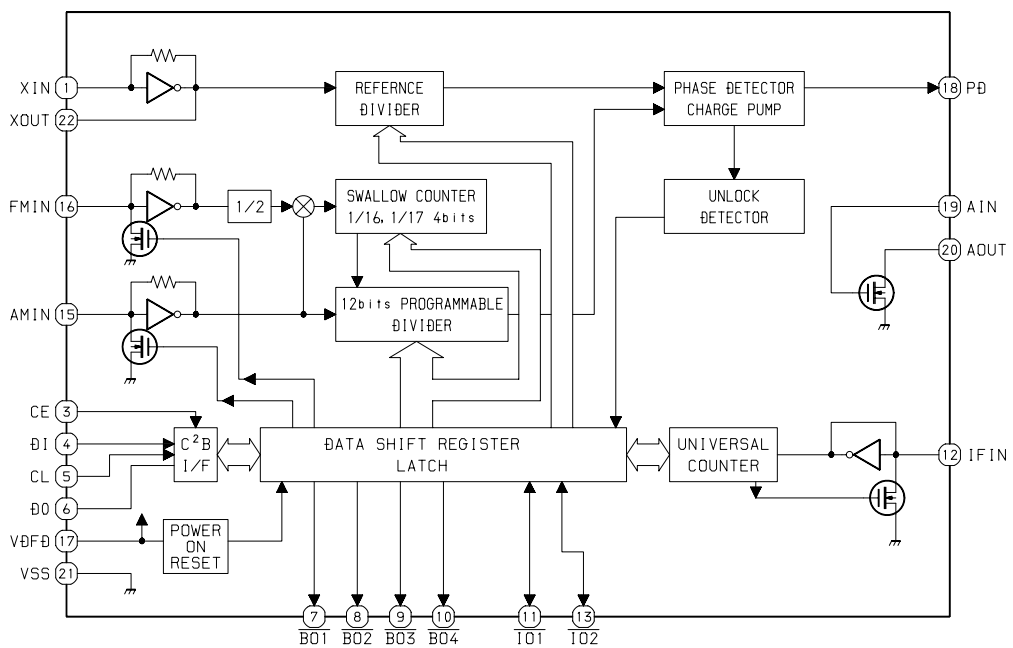 XIN 1
REFERNCE
DIVIDER
PHASE DETECTOR
CHARGE PUMP
18 PD
XOUT 22
FMIN 16
1/2
SWALLOW COUNTER
1/16, 1/17 4bits
UNLOCK
DETECTOR
19 AIN
20 AOUT
AMIN 15
12bits PROGRAMMABLE
DIVIDER
CE 3
DI 4
CL 5
DO 6
C²B
I/F
DATA SHIFT REGISTER
LATCH
UNIVERSAL
COUNTER
12 IFIN
VDFD 17
POWER
ON
RESET
VSS 21
7 8 9 10 11 13
BO1 BO2 BO3 BO4 IO1 IO2